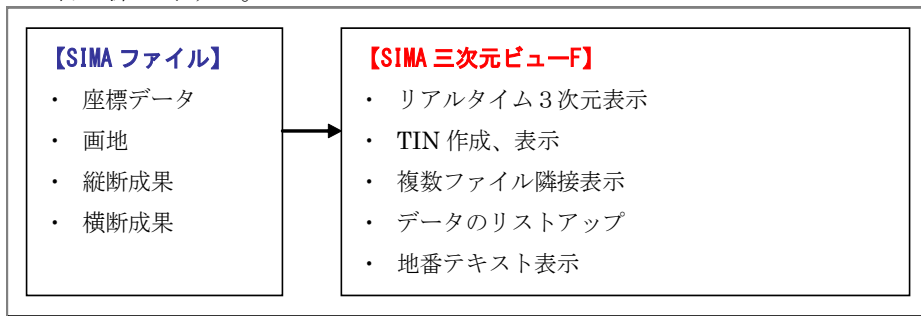 【SIMA ファイル】
・ 座標データ
・ 画地
・ 縦断成果
・ 横断成果
【SIMA 三次元ビューF】
・ リアルタイム3次元表示
・ TIN 作成、表示
・ 複数ファイル隣接表示
・ データのリストアップ
・ 地番テキスト表示